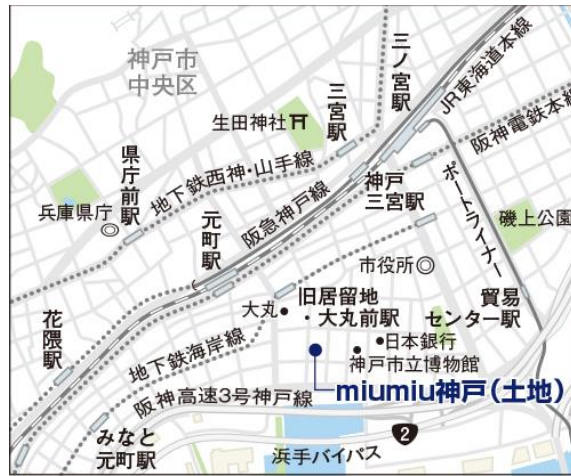 神戸市
中央区
三ノ宮駅
JR東海道本線
生田神社
三宮駅
阪神電鉄本線
県庁前駅
地下鉄西神・山手線
兵庫県庁
元町駅
阪急神戸線
神戸
三宮駅
ポートライナー
磯上公園
市役所
花隈駅
大丸
旧居留地
・大丸前駅
貿易
センター駅
日本銀行
神戸市立博物館
地下鉄海岸線
miumiu神戸(土地)
阪神高速3号神戸線
みなと
元町駅
2
浜手バイパス